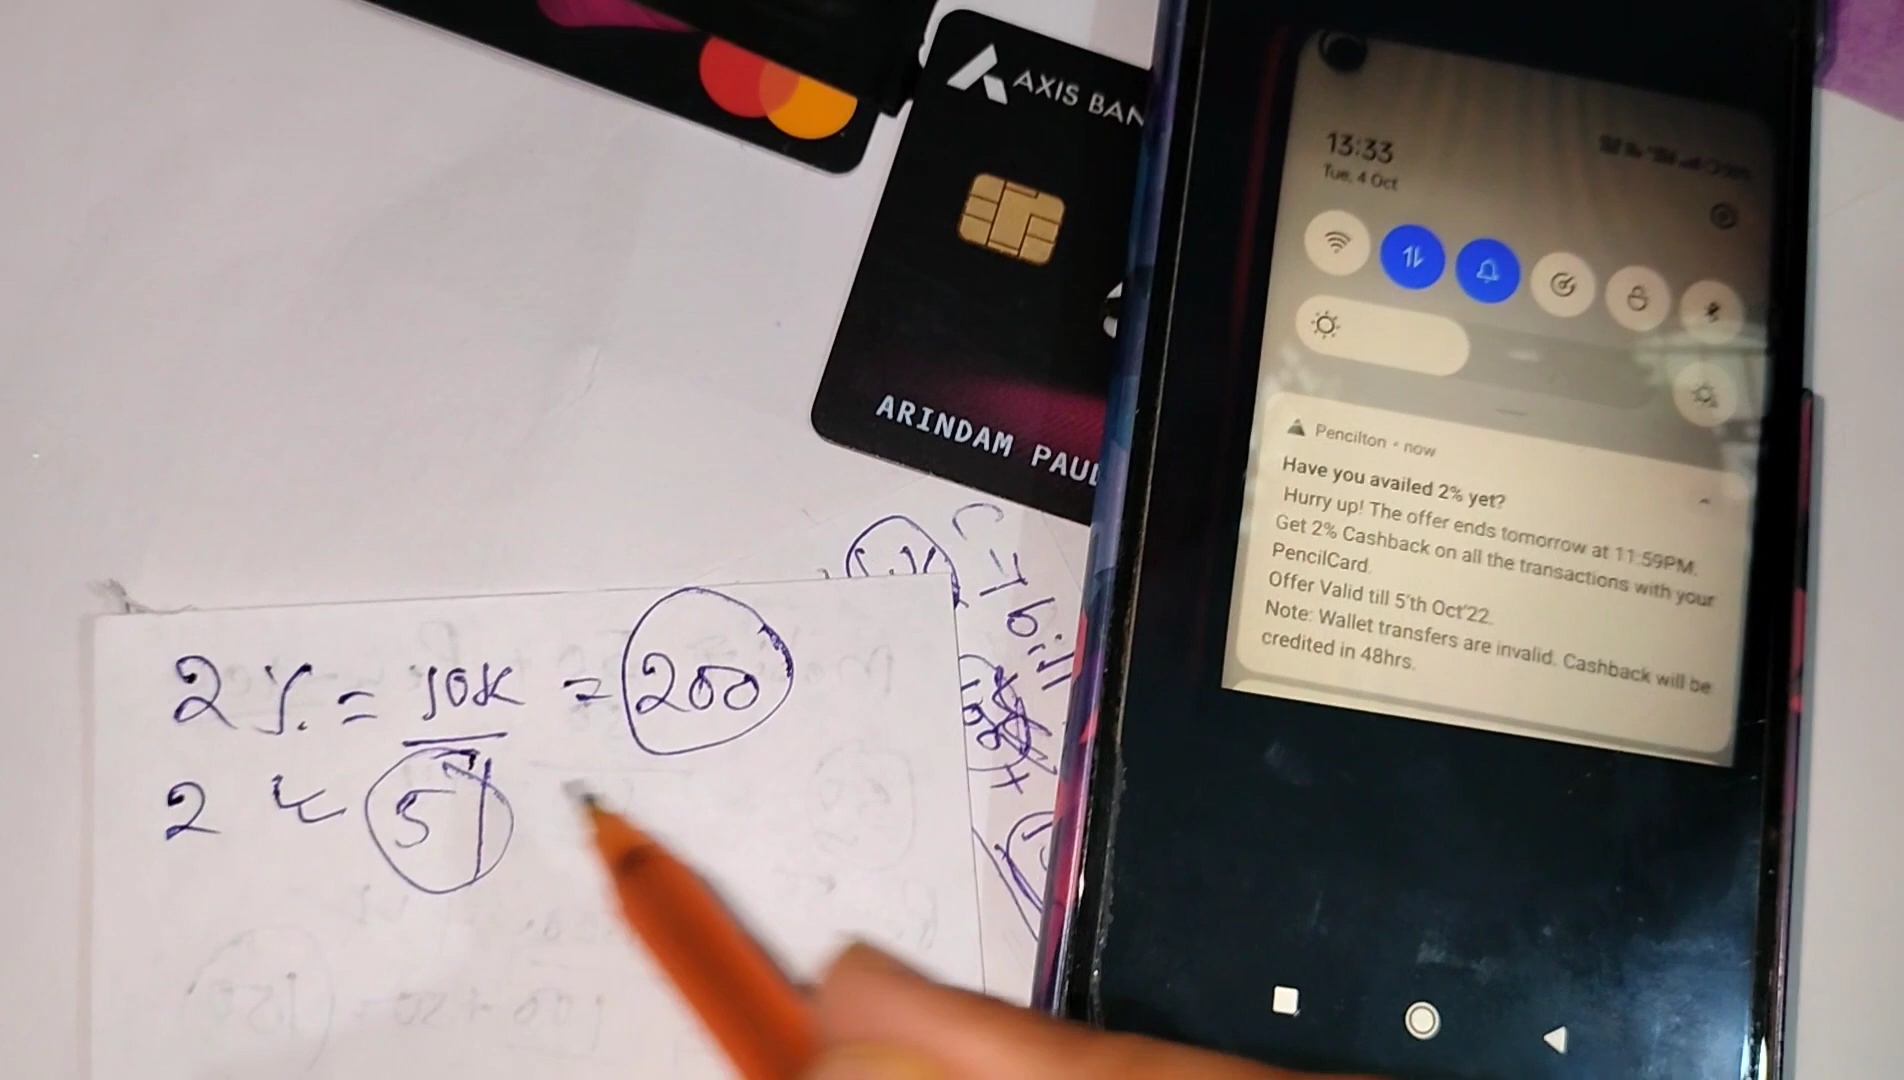 AXIS BAN
ARINDAM PAUL
13:33
Tue, 4 Oct
Pencilton • now
Have you availed 2% yet?
Hurry up! The offer ends tomorrow at 11:59PM.
Get 2% Cashback on all the transactions with your
PencilCard.
Offer Valid till 5'th Oct'22.
Note: Wallet transfers are invalid. Cashback will be
credited in 48hrs.
bill
2% = 10K = 200
2 5